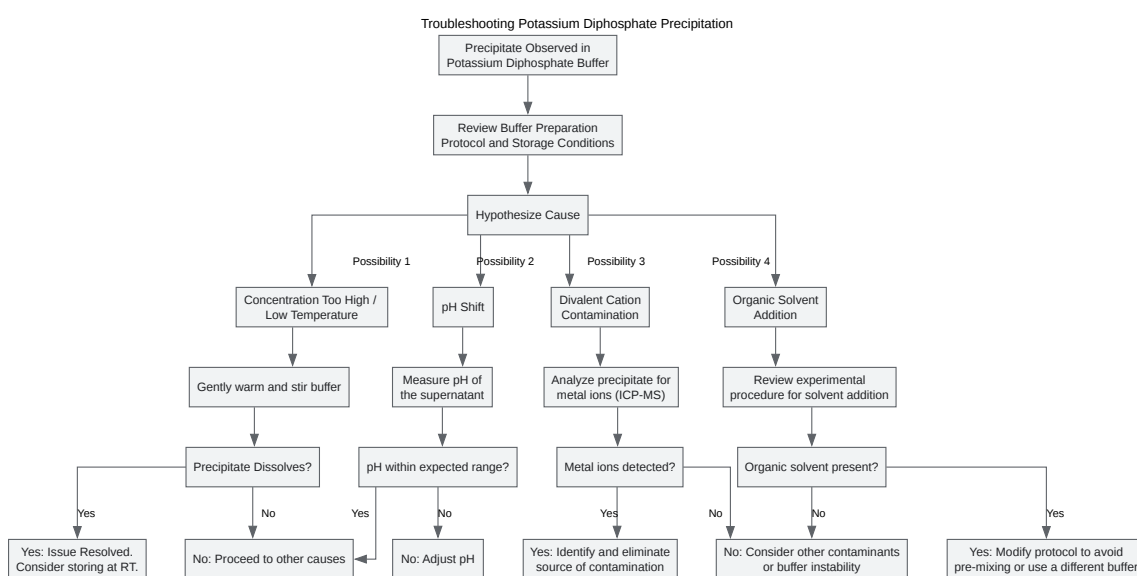 Troubleshooting Potassium Diphosphate Precipitation
Precipitate Observed in
Potassium Diphosphate Buffer
Review Buffer Preparation
Protocol and Storage Conditions
Hypothesize Cause
Possibility 1
Possibility 2
Possibility 3
Possibility 4
Concentration Too High /
Low Temperature
pH Shift
Divalent Cation
Contamination
Organic Solvent
Addition
Gently warm and stir buffer
Measure pH of
the supernatant
Analyze precipitate for
metal ions (ICP-MS)
Review experimental
procedure for solvent addition
Precipitate Dissolves?
pH within expected range?
Metal ions detected?
Organic solvent present?
Yes
No
Yes
No
Yes
No
No
Yes
Yes: Issue Resolved.
Consider storing at RT.
No: Proceed to other causes
No: Adjust pH
Yes: Identify and eliminate
source of contamination
No: Consider other contaminants
or buffer instability
Yes: Modify protocol to avoid
pre-mixing or use a different buffer